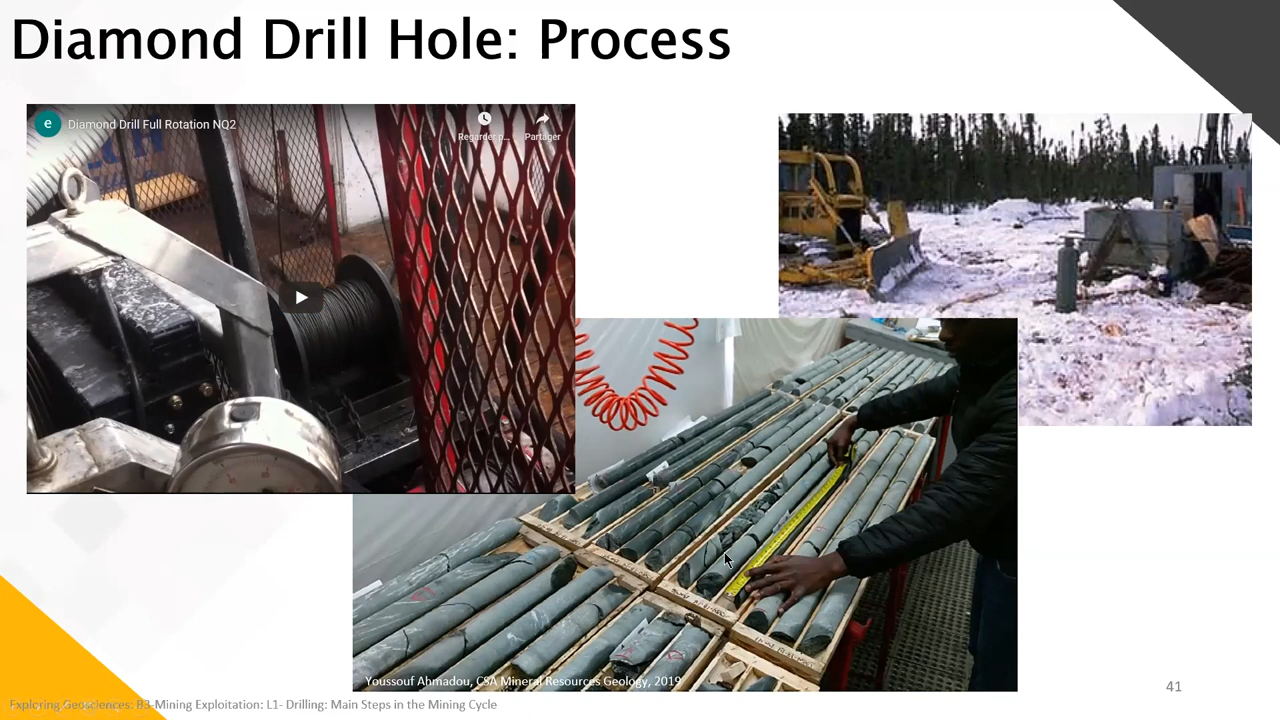 Diamond Drill Hole: Process
e
Diamond Drill Full Rotation NQ2
Regarder p...
Partager
Youssouf Ahmadou, CSA Mineral Resources Geology, 2019
41
Exploring Geosciences: B3-Mining Exploitation: L1- Drilling: Main Steps in the Mining Cycle